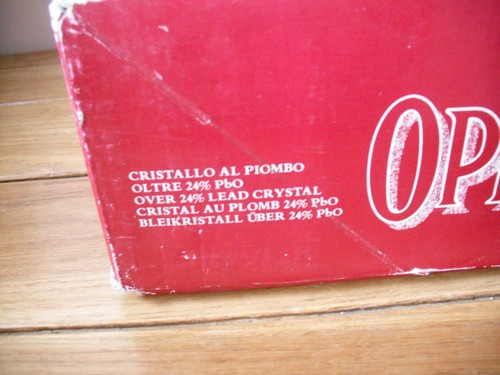 CRISTALLO AL PIOMBO
OLTRE 24% PbO
OVER 24% LEAD CRYSTAL
CRISTAL AU PLOMB 24% PbO
BLEIKRISTALL ÜBER 24% PbO